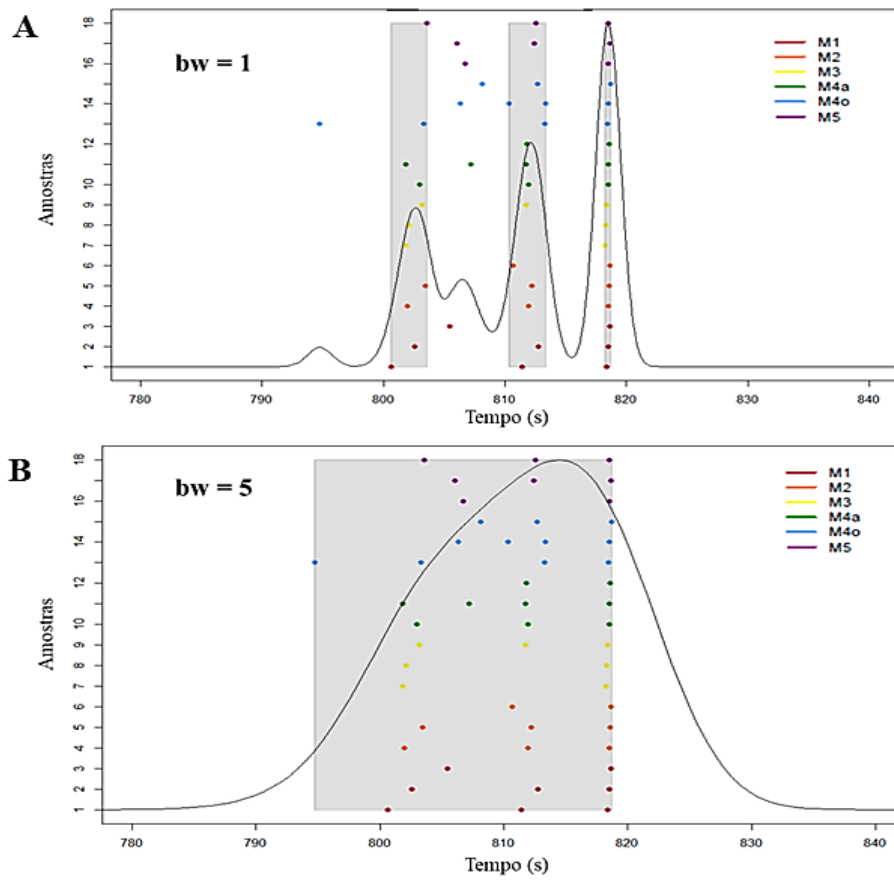 A
bw = 1
M1
M2
M3
M4a
M4o
M5
Amostras
1 2 3 4 5 6 7 8 9 10 12 14 16 18
780 790 800 810 820 830 840
Tempo (s)
B
bw = 5
M1
M2
M3
M4a
M4o
M5
Amostras
1 2 3 4 5 6 7 8 9 10 12 14 16 18
780 790 800 810 820 830 840
Tempo (s)